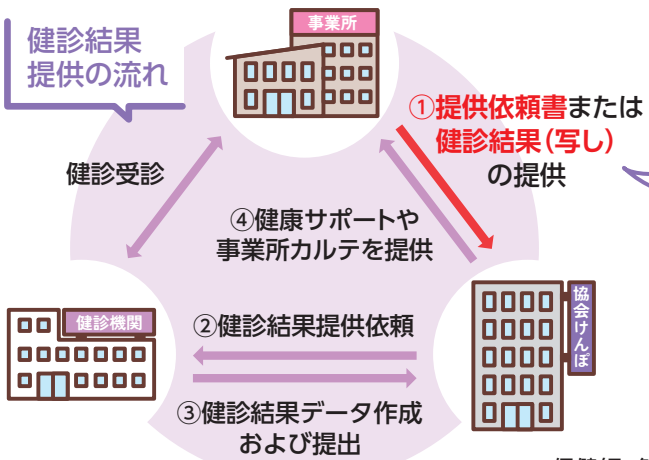 事業所
健診結果
提供の流れ
①提供依頼書または
健診結果(写し)
の提供
健診受診
④健康サポートや
事業所カルテを提供
健診機関
②健診結果提供依頼
協会けんぽ
③健診結果データ作成
および提出